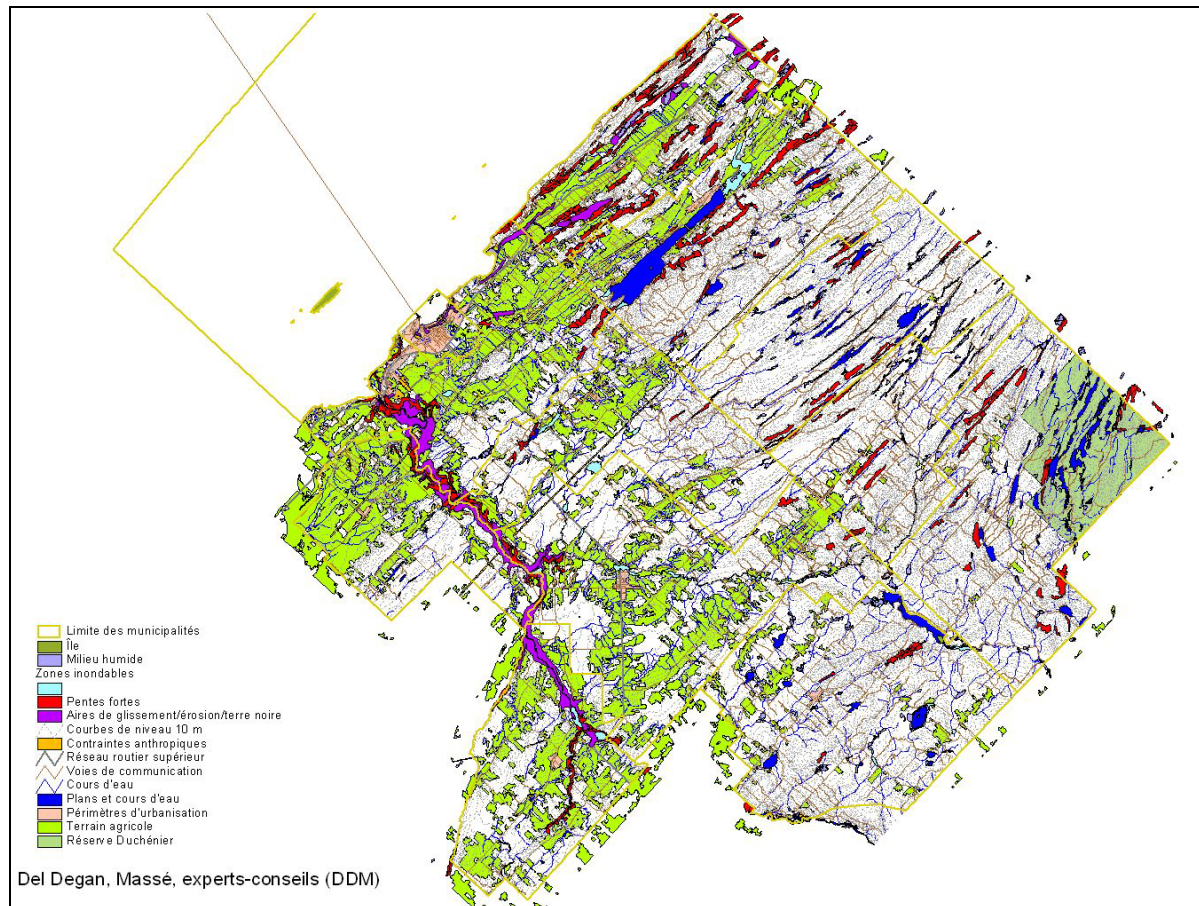 Limite des municipalités
Île
Milieu humide
Zones inondables
Pentes fortes
Aires de glissement/érosion/terre noire
Courbes de niveau 10 m
Contraintes anthropiques
Réseau routier supérieur
Voies de communication
Cours d'eau
Plans et cours d'eau
Périmètres d'urbanisation
Terrain agricole
Réserve Duchénier
Del Degan, Massé, experts-conseils (DDM)